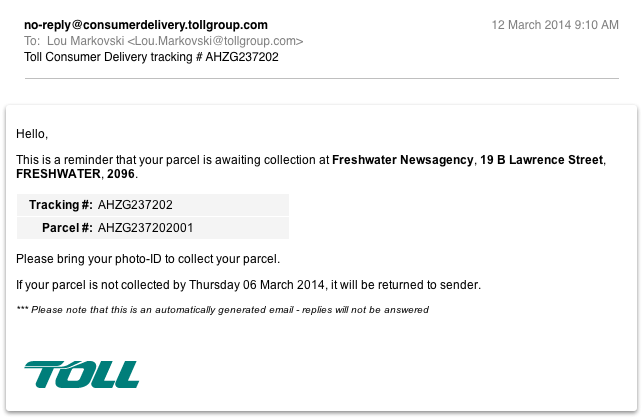 no-reply@consumerdelivery.tollgroup.com 12 March 2014 9:10 AM
To: Lou Markovski <Lou.Markovski@tollgroup.com>
Toll Consumer Delivery tracking # AHZG237202
Hello,
This is a reminder that your parcel is awaiting collection at Freshwater Newsagency, 19 B Lawrence Street,
FRESHWATER, 2096.
Tracking #: AHZG237202
Parcel #: AHZG237202001
Please bring your photo-ID to collect your parcel.
If your parcel is not collected by Thursday 06 March 2014, it will be returned to sender.
*** Please note that this is an automatically generated email - replies will not be answered
TOLL